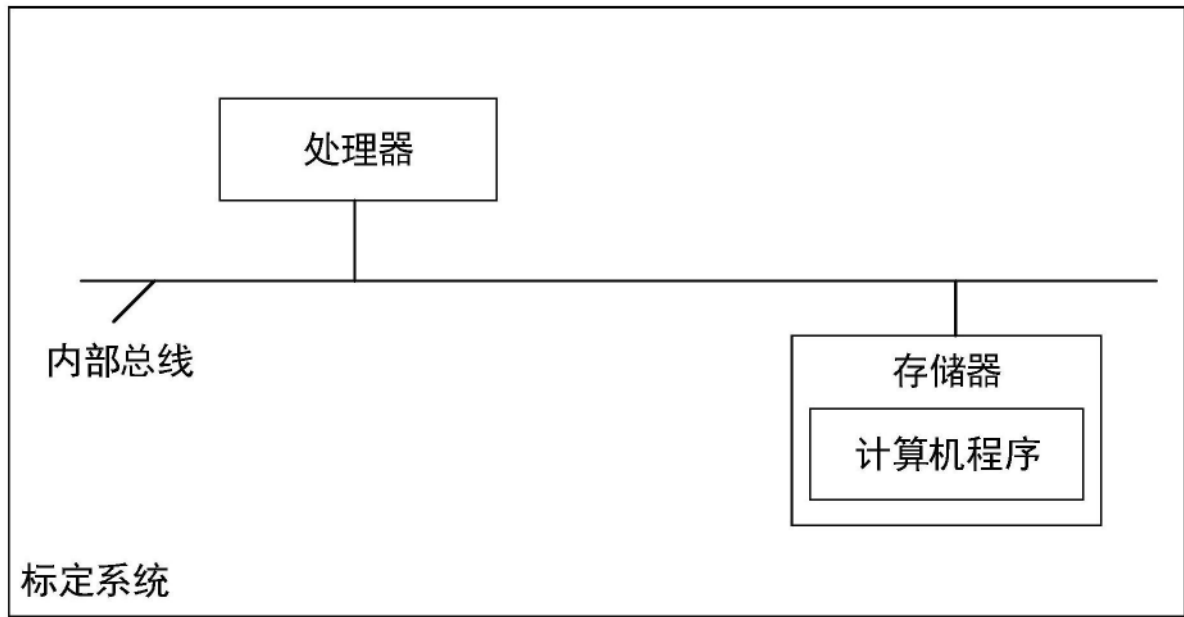 处理器
内部总线
存储器
计算机程序
标定系统